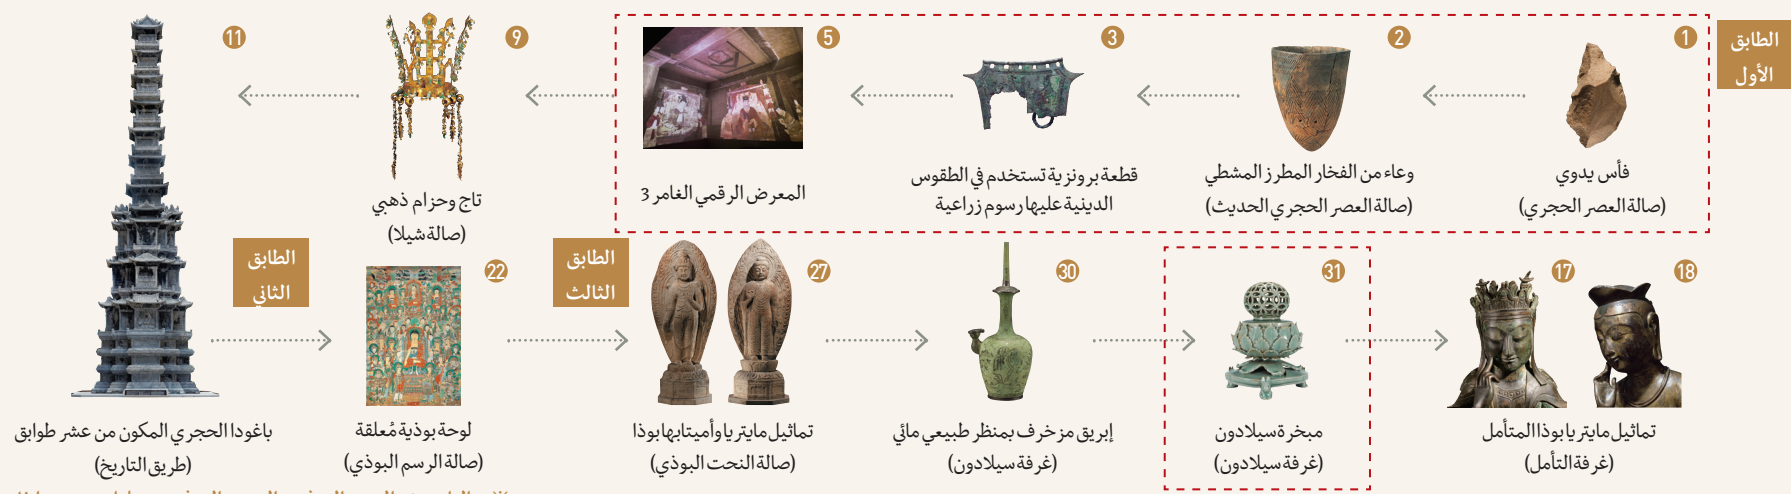 الطابق
الأول
1
فأس يدوي
(صالة العصر الحجري)
2
وعاء من الفخار المطرز المشطي
(صالة العصر الحجري الحديث)
3
قطعة برونزية تستخدم في الطقوس
الدينية عليها رسوم زراعية
5
المعرض الرقمي الغامر 3
9
تاج وحزام ذهبي
(صالة شيلا)
11
باغودا الحجري المكون من عشر طوابق
(طريق التاريخ)
الطابق
الثاني
22
لوحة بوذية مُعلقة
(صالة الرسم البوذي)
الطابق
الثالث
27
تماثيل مايتريا وأميتابها بوذا
(صالة النحت البوذي)
30
إبريق مزخرف بمنظر طبيعي مائي
(غرفة سيلادون)
31
مبخرة سيلادون
(غرفة سيلادون)
17
18
تماثيل مايتريا بوذا المتأمل
(غرفة التأمل)